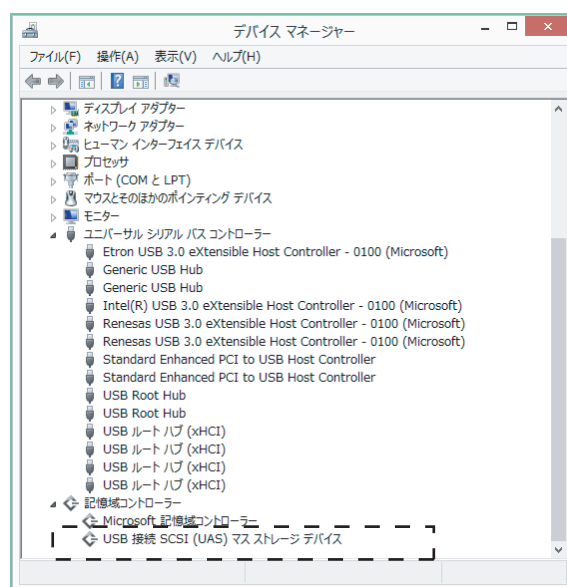 デバイス マネージャー
ファイル(F) 操作(A) 表示(V) ヘルプ(H)
ディスプレイ アダプター
ネットワーク アダプター
ヒューマン インターフェイス デバイス
プロセッサ
ポート (COM と LPT)
マウスとそのほかのポインティング デバイス
モニター
ユニバーサル シリアル バス コントローラー
Etron USB 3.0 eXtensible Host Controller - 0100 (Microsoft)
Generic USB Hub
Generic USB Hub
Intel(R) USB 3.0 eXtensible Host Controller - 0100 (Microsoft)
Renesas USB 3.0 eXtensible Host Controller - 0100 (Microsoft)
Renesas USB 3.0 eXtensible Host Controller - 0100 (Microsoft)
Standard Enhanced PCI to USB Host Controller
Standard Enhanced PCI to USB Host Controller
USB Root Hub
USB Root Hub
USB ルート ハブ (xHCI)
USB ルート ハブ (xHCI)
USB ルート ハブ (xHCI)
USB ルート ハブ (xHCI)
記憶域コントローラー
Microsoft 記憶域コントローラー
USB 接続 SCSI (UAS) マス ストレージ デバイス